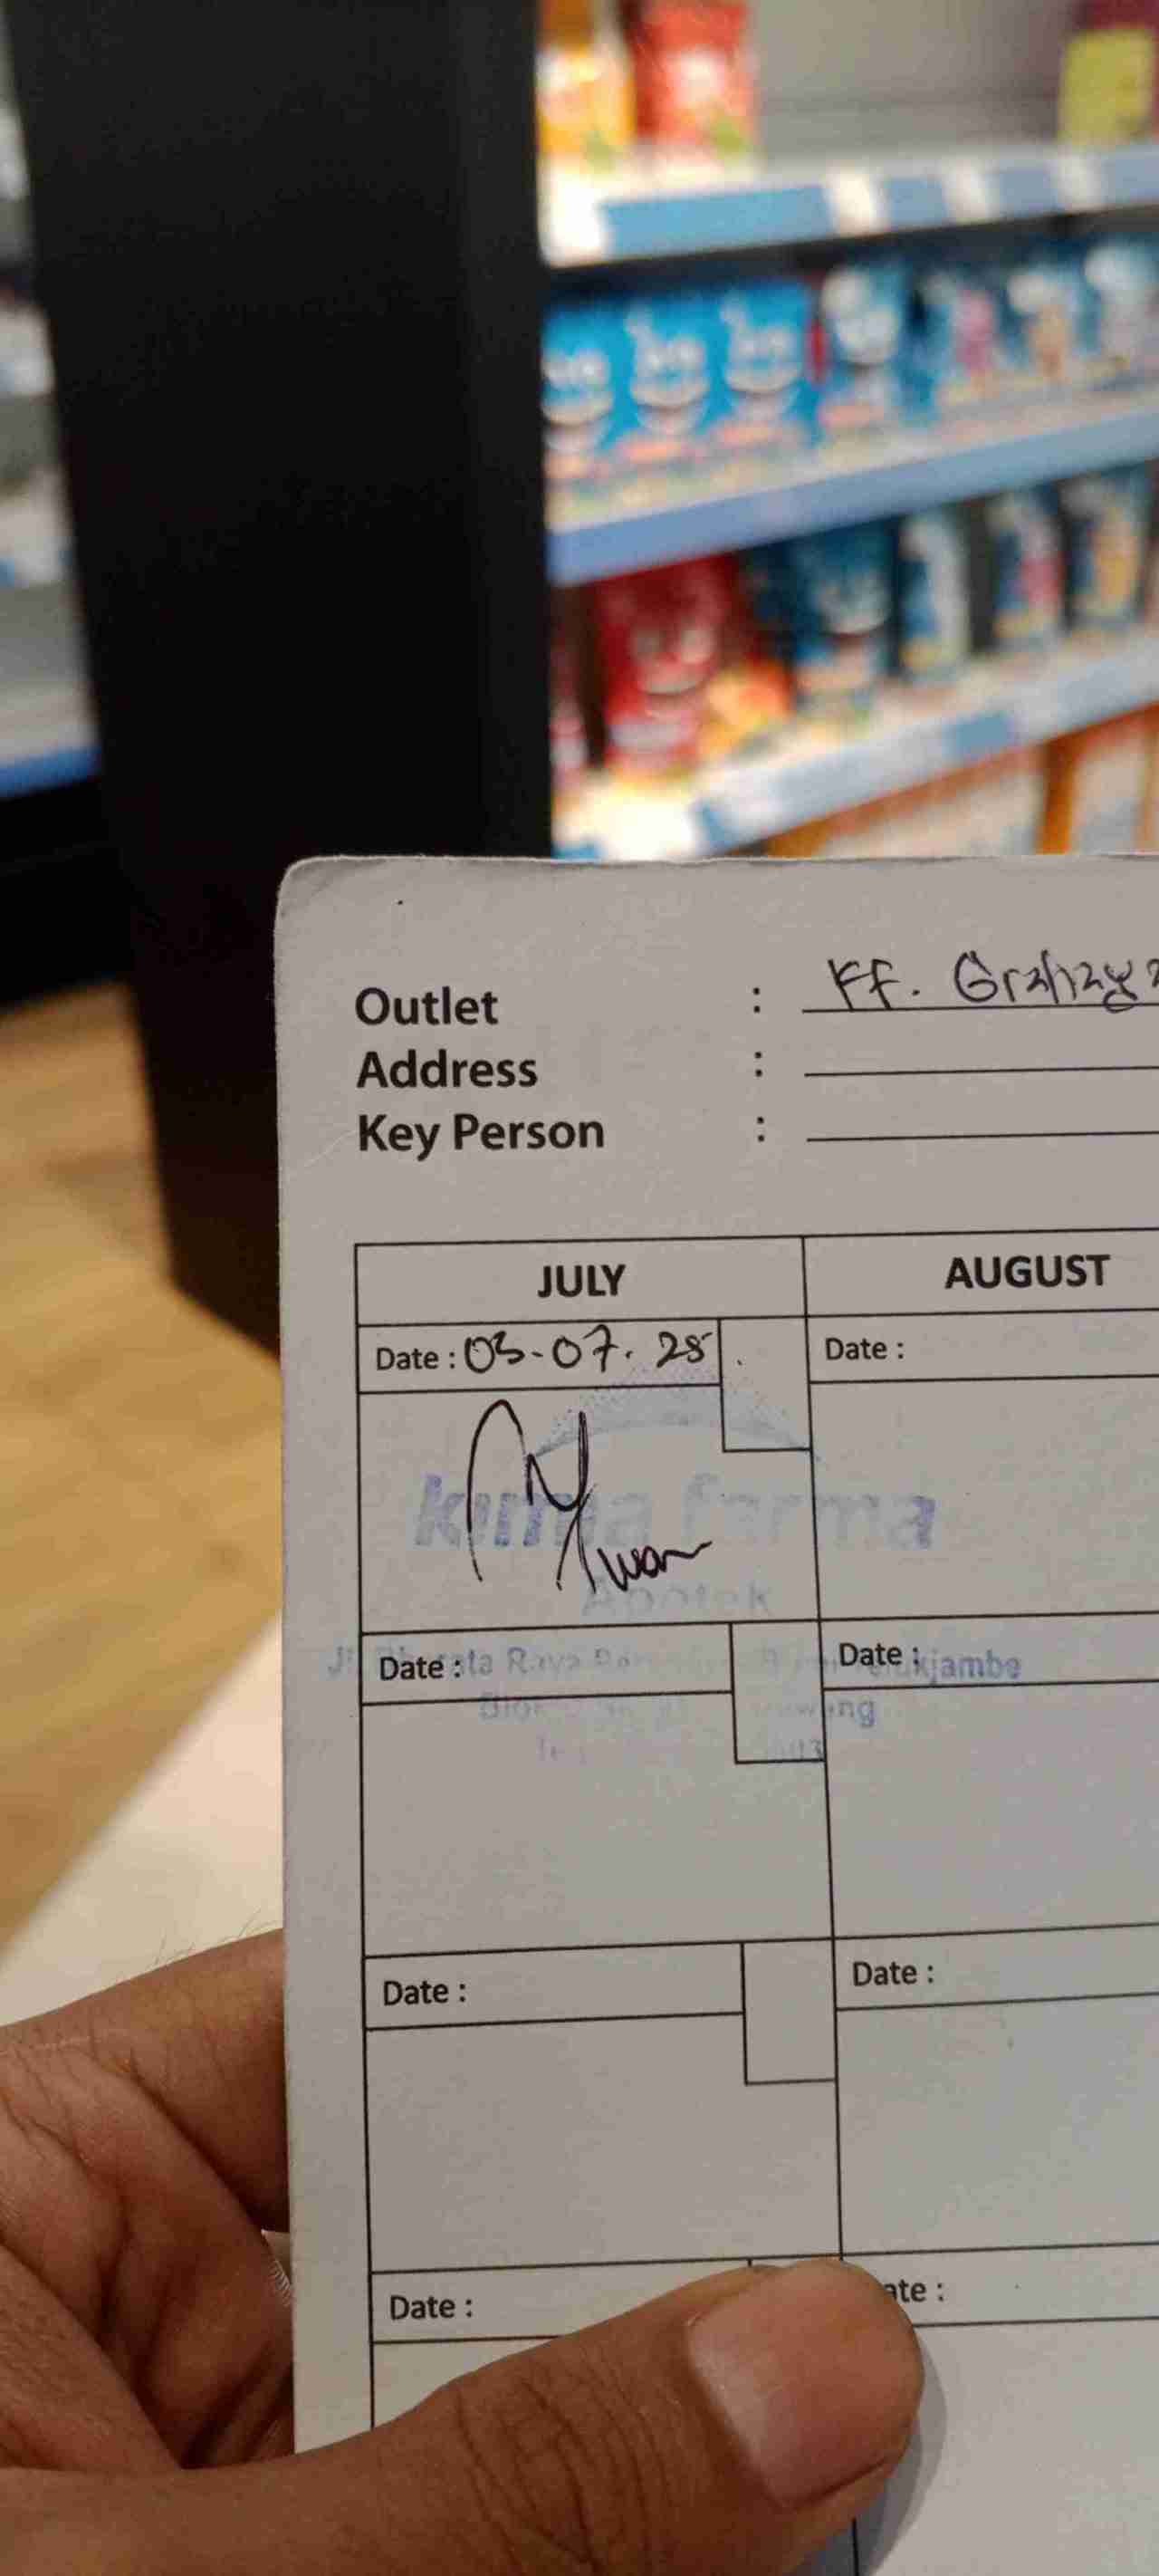 Outlet : KF. Grahaya
Address :
Key Person :
JULY AUGUST
Date : 03-07. 25 Date :
kimia farma
Apotek
Date : Raya Date : Telukjambe
Blok
Date : Date :
Date : ate :